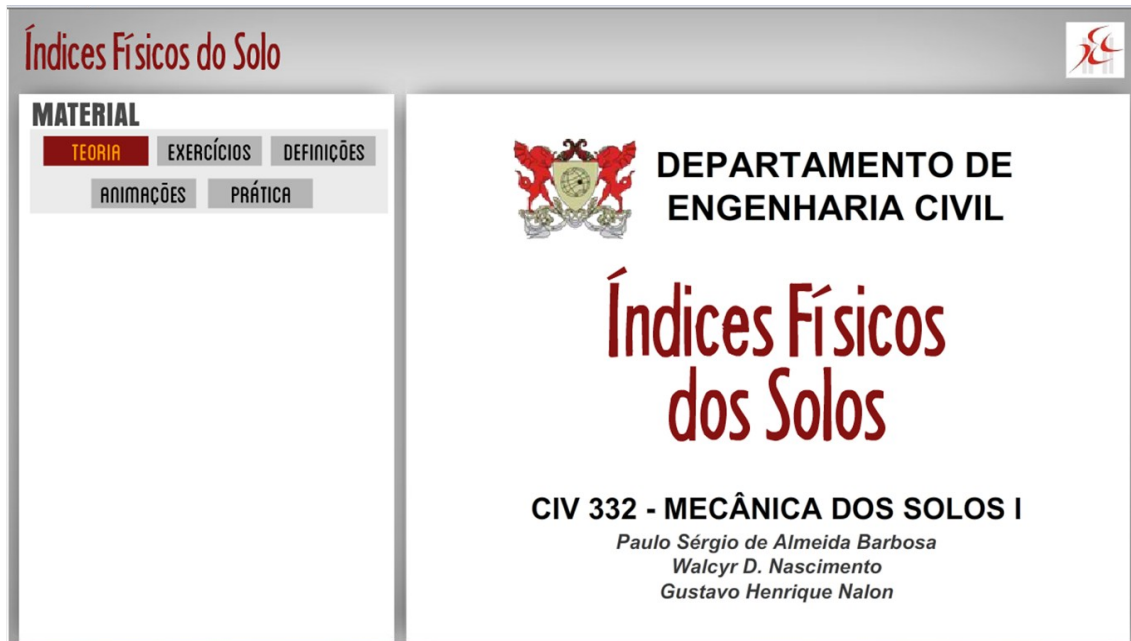 Índices Físicos do Solo
MATERIAL
TEORIA EXERCÍCIOS DEFINIÇÕES
ANIMAÇÕES PRÁTICA
DEPARTAMENTO DE
ENGENHARIA CIVIL
Índices Físicos
dos Solos
CIV 332 - MECÂNICA DOS SOLOS I
Paulo Sérgio de Almeida Barbosa
Walcyr D. Nascimento
Gustavo Henrique Nalon